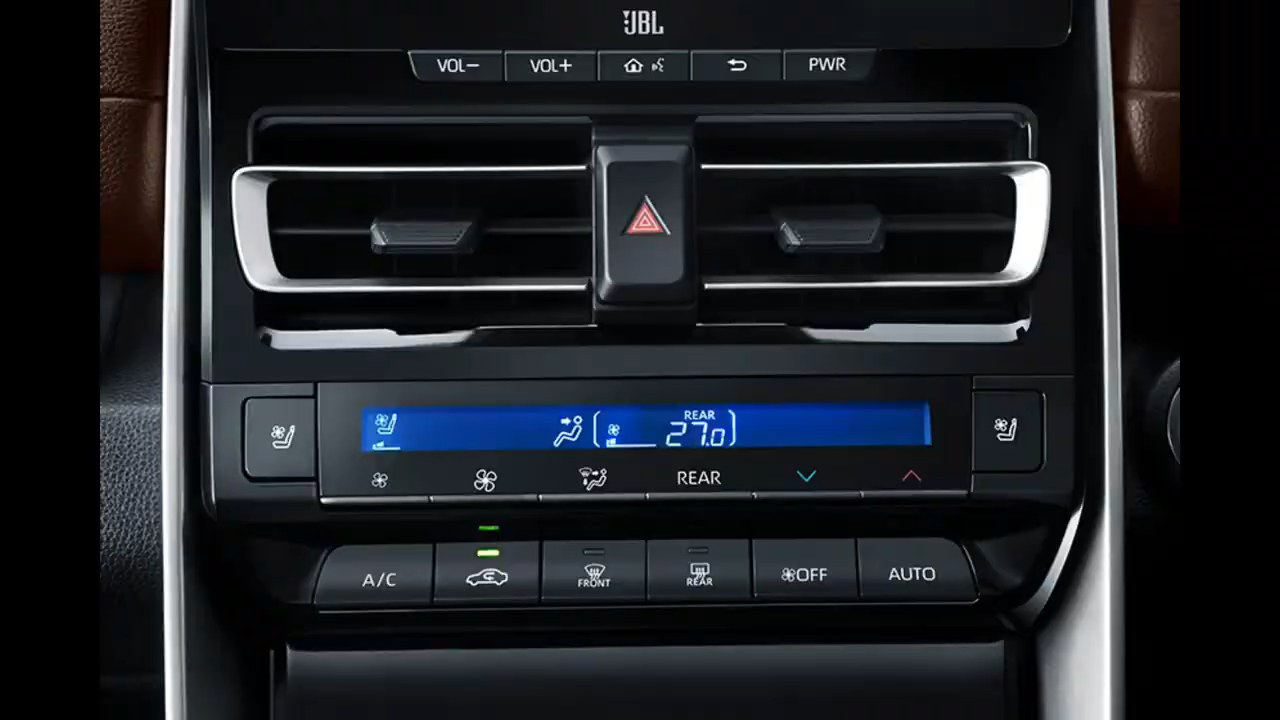 JBL
VOL− VOL+ PWR
REAR
27.0
REAR
A/C FRONT REAR OFF AUTO